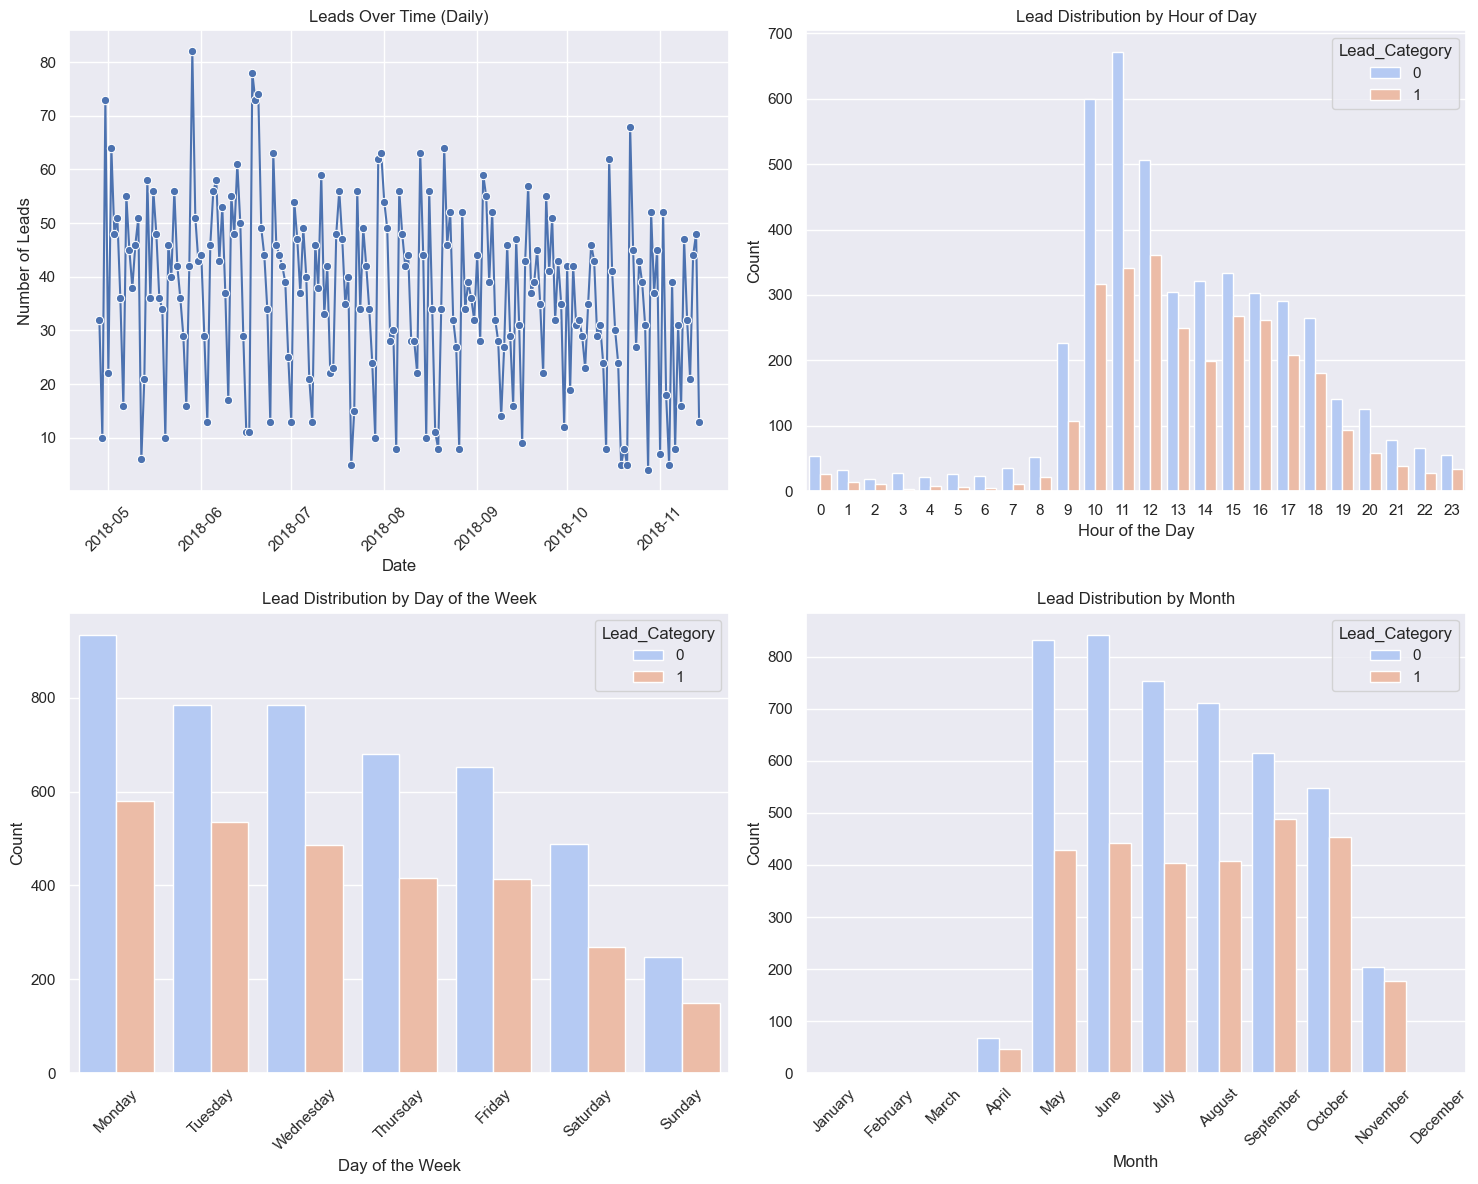 Leads Over Time (Daily)
Number of Leads
80
70
60
50
40
30
20
10
2018-05 2018-06 2018-07 2018-08 2018-09 2018-10 2018-11
Date
Lead Distribution by Hour of Day
Lead_Category
0
1
Count
700
600
500
400
300
200
100
0
0 1 2 3 4 5 6 7 8 9 10 11 12 13 14 15 16 17 18 19 20 21 22 23
Hour of the Day
Lead Distribution by Day of the Week
Lead_Category
0
1
Count
800
600
400
200
0
Monday Tuesday Wednesday Thursday Friday Saturday Sunday
Day of the Week
Lead Distribution by Month
Lead_Category
0
1
Count
800
700
600
500
400
300
200
100
0
January February March April May June July August September October November December
Month